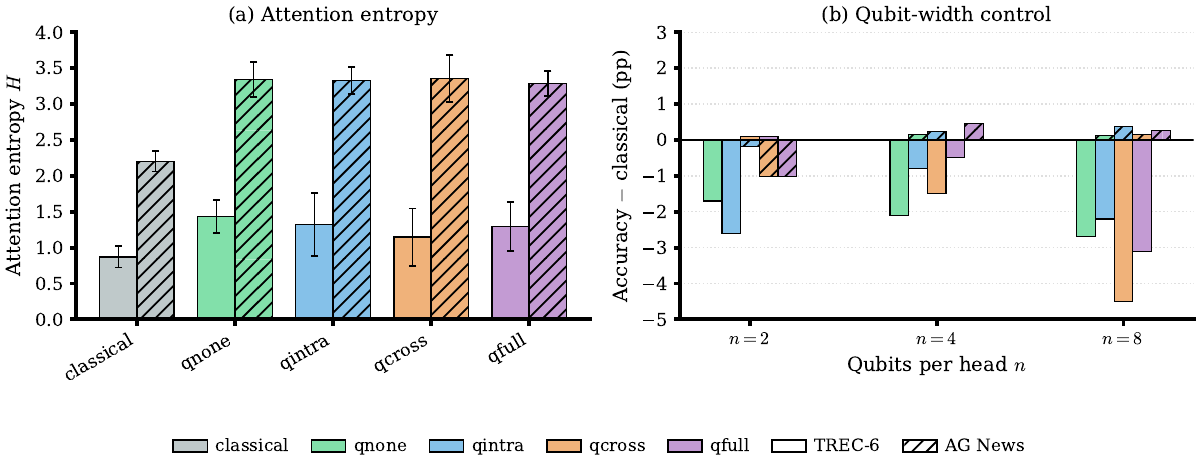 (a) Attention entropy
Attention entropy H
4.0
3.5
3.0
2.5
2.0
1.5
1.0
0.5
0.0
classical
qnone
qintra
qcross
qfull
(b) Qubit-width control
Accuracy − classical (pp)
3
2
1
0
−1
−2
−3
−4
−5
n = 2
n = 4
n = 8
Qubits per head n
classical
qnone
qintra
qcross
qfull
TREC-6
AG News